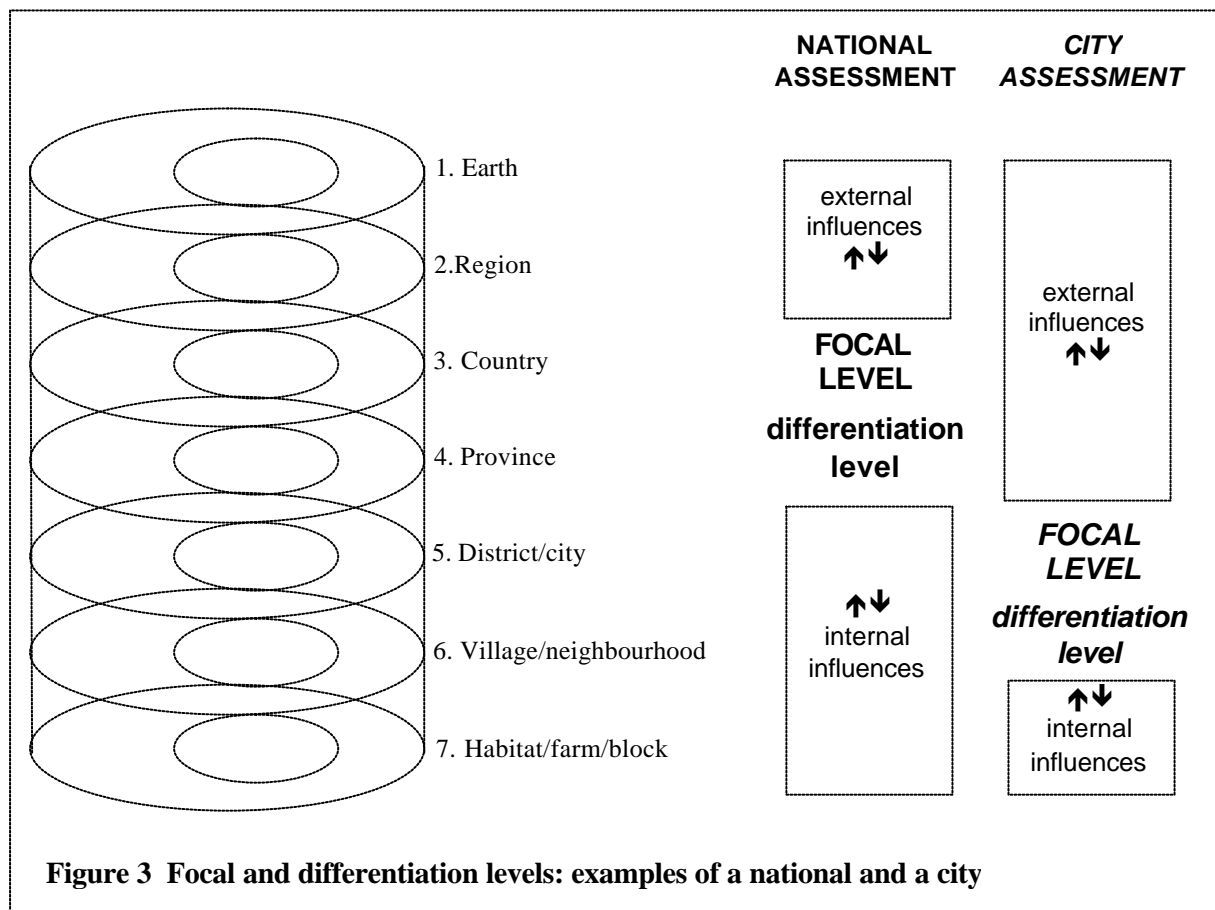 NATIONAL
ASSESSMENT
CITY
ASSESSMENT
1. Earth
2.Region
3. Country
4. Province
5. District/city
6. Village/neighbourhood
7. Habitat/farm/block
external
influences
↑↓
FOCAL
LEVEL
differentiation
level
↑↓
internal
influences
external
influences
↑↓
FOCAL
LEVEL
differentiation
level
↑↓
internal
influences
Figure 3 Focal and differentiation levels: examples of a national and a city